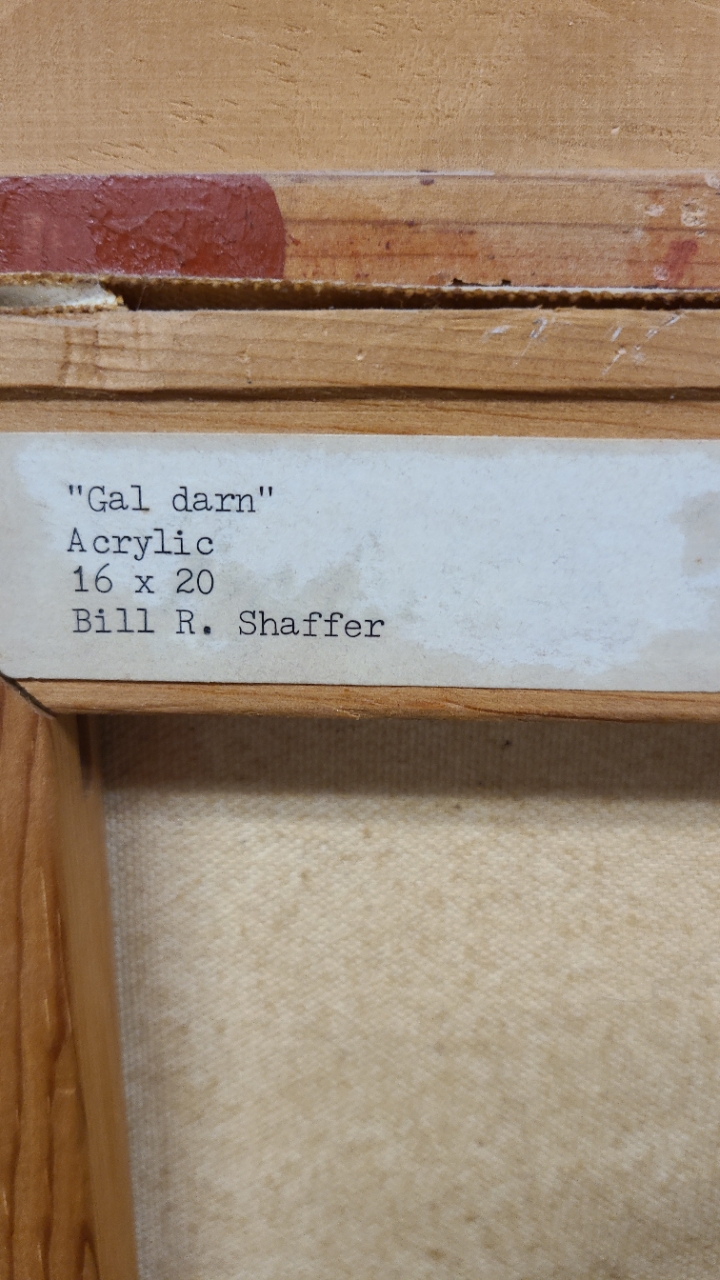 "Gal darn"
Acrylic
16 x 20
Bill R. Shaffer